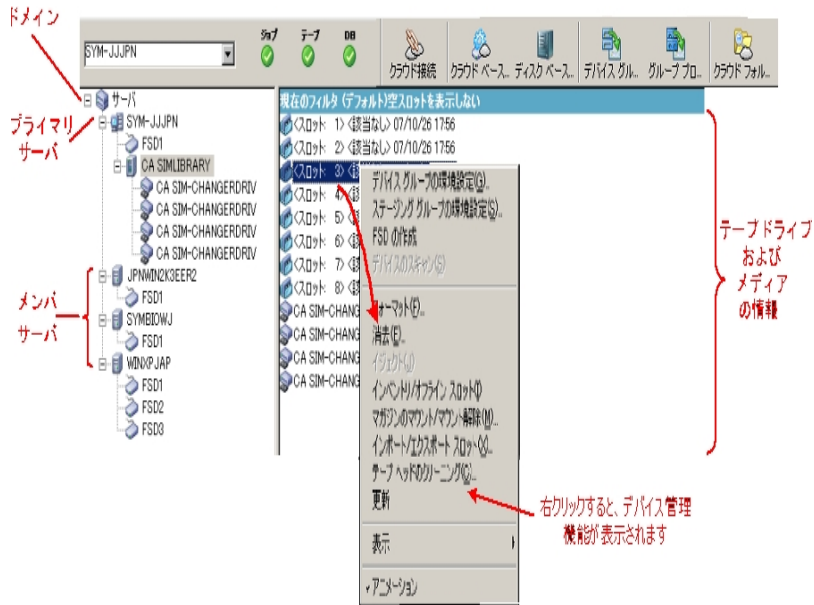 ドメイン
SYM-JJJPN
ジョブ テープ DB
クラウド接続 クラウド ベース... ディスク ベース... デバイス グル... グループ プロ... クラウド フォル...
サーバ
プライマリ
サーバ
SYM-JJJPN
FSD1
CA SIMLIBRARY
CA SIM-CHANGERDRIV
CA SIM-CHANGERDRIV
CA SIM-CHANGERDRIV
CA SIM-CHANGERDRIV
メンバ
サーバ
JPNWIN2K3EER2
FSD1
SYMBIOWJ
FSD1
WINXPJAP
FSD1
FSD2
FSD3
現在のフィルタ (デフォルト)空スロットを表示しない
<スロット: 1> <該当なし> 07/10/26 17:56
<スロット: 2> <該当なし> 07/10/26 17:56
<スロット: 3> <該
<スロット: 4> <該
<スロット: 5> <該
<スロット: 6> <該
<スロット: 7> <該
<スロット: 8> <該
CA SIM-CHANG
CA SIM-CHANG
CA SIM-CHANG
CA SIM-CHANG
デバイス グループの環境設定(G)...
ステージング グループの環境設定(S)...
FSD の作成
デバイスのスキャン(S)
フォーマット(F)...
消去(E)...
イジェクト(J)
インベントリ/オフライン スロット(I)
マガジンのマウント/マウント解除(M)...
インポート/エクスポート スロット(X)...
テープ ヘッドのクリーニング(C)...
更新
表示
アニメーション
テープドライブ
および
メディア
の情報
右クリックすると、デバイス管理
機能が表示されます